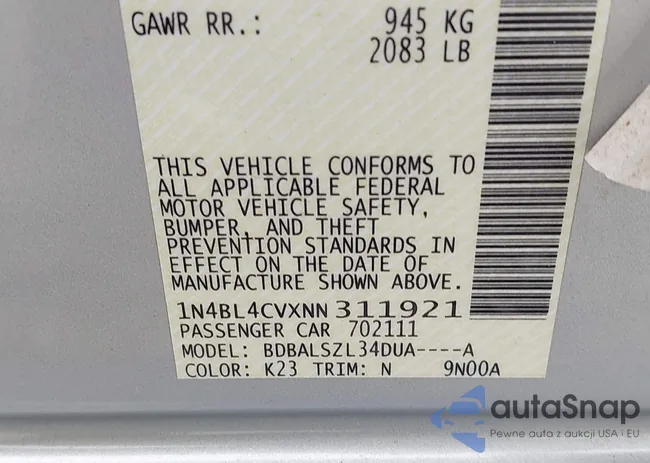 GAWR RR.: 945 KG
2083 LB
THIS VEHICLE CONFORMS TO
ALL APPLICABLE FEDERAL
MOTOR VEHICLE SAFETY,
BUMPER, AND THEFT
PREVENTION STANDARDS IN
EFFECT ON THE DATE OF
MANUFACTURE SHOWN ABOVE.
1N4BL4CVXNN 311921
PASSENGER CAR 702111
MODEL: BDBALSZL34DUA----A
COLOR: K23 TRIM: N 9N00A
autaSnap
Pewne auta z aukcji USA i EU